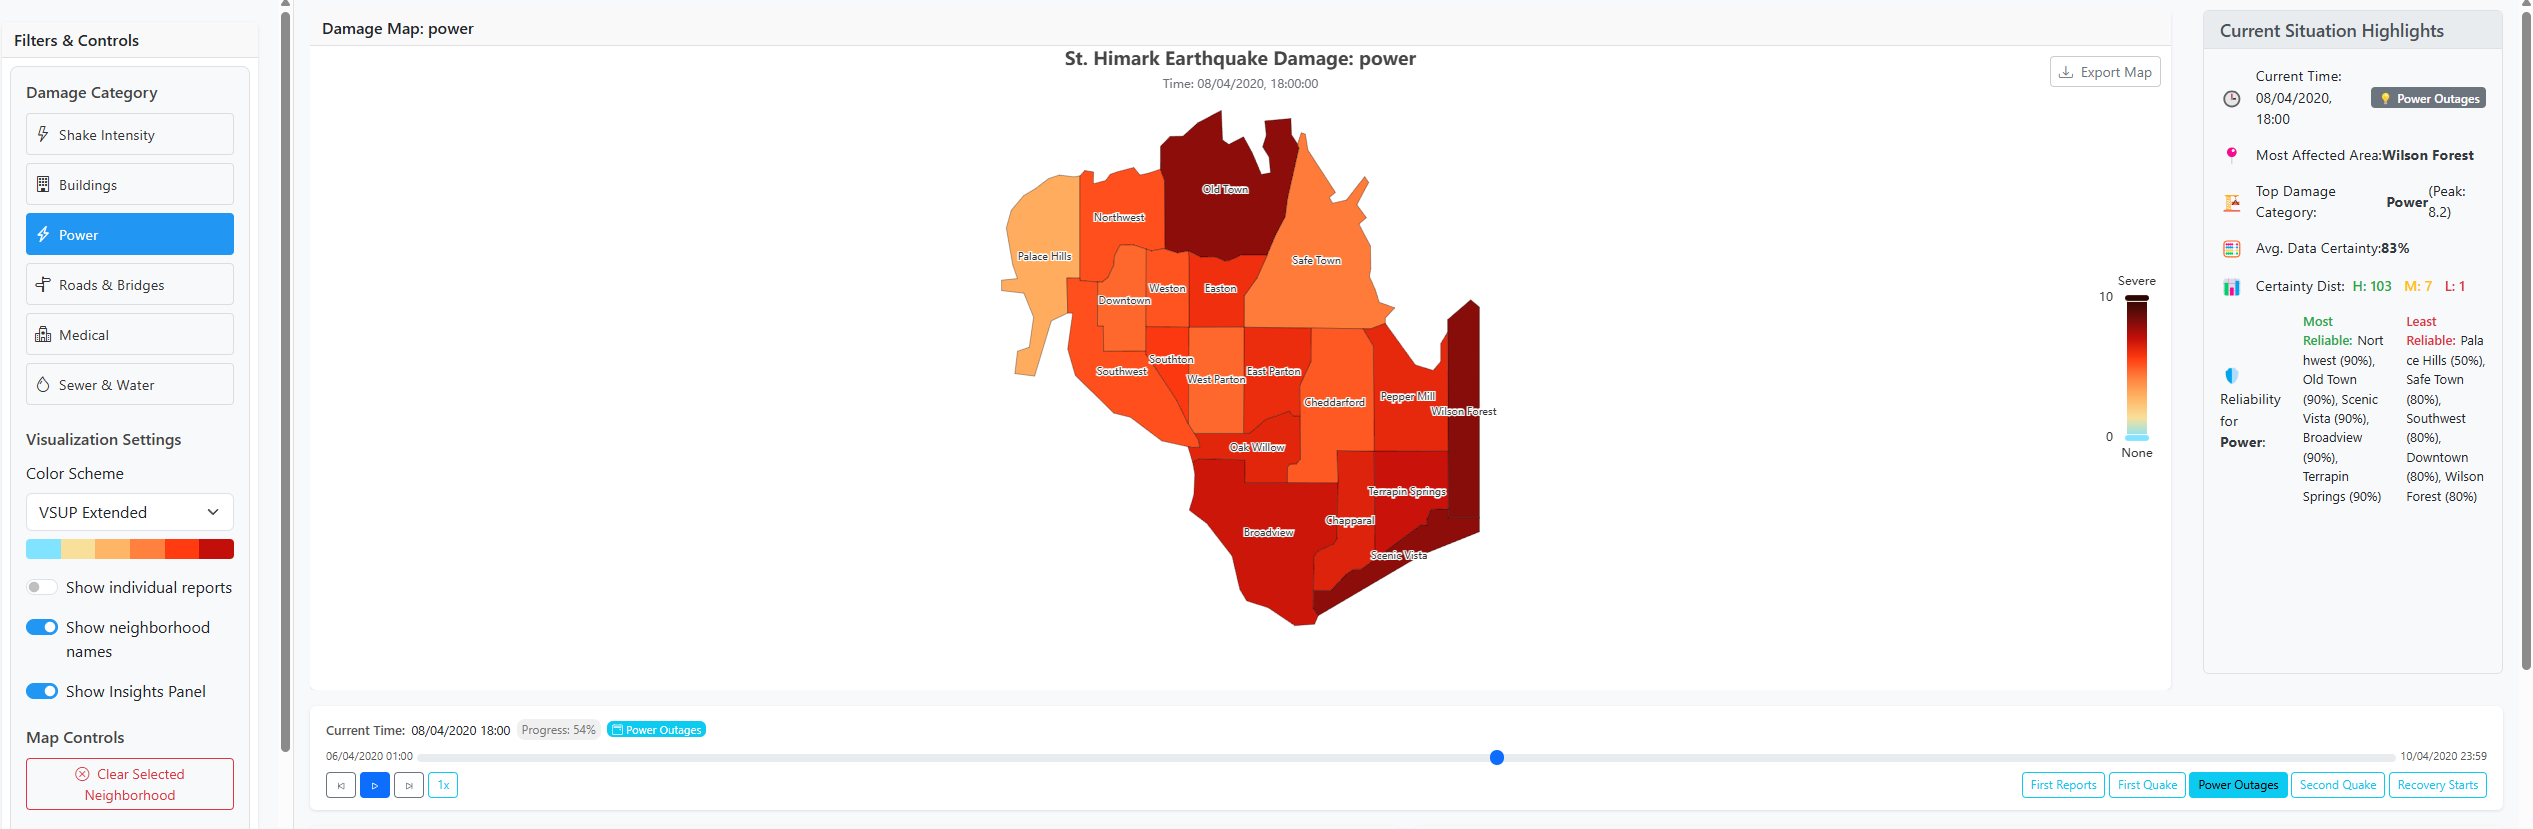 Filters & Controls
Damage Category
Shake Intensity
Buildings
Power
Roads & Bridges
Medical
Sewer & Water
Visualization Settings
Color Scheme
VSUP Extended
Show individual reports
Show neighborhood
names
Show Insights Panel
Map Controls
Clear Selected
Neighborhood
Damage Map: power
St. Himark Earthquake Damage: power
Time: 08/04/2020, 18:00:00
Export Map
Old Town
Northwest
Palace Hills
Safe Town
Weston
Easton
Downtown
Southton
Southwest
West Parton
East Parton
Cheddarford
Pepper Mill
Wilson Forest
Oak Willow
Terrapin Springs
Chapparal
Broadview
Scenic Vista
Severe
10
0
None
Current Time: 08/04/2020 18:00
Progress: 54%
Power Outages
06/04/2020 01:00
10/04/2020 23:59
1x
First Reports
First Quake
Power Outages
Second Quake
Recovery Starts
Current Situation Highlights
Current Time:
08/04/2020,
18:00
Power Outages
Most Affected Area:Wilson Forest
Top Damage
Category:
Power
(Peak:
8.2)
Avg. Data Certainty:83%
Certainty Dist: H: 103 M: 7 L: 1
Reliability
for
Power:
Most
Reliable: Nort
hwest (90%),
Old Town
(90%), Scenic
Vista (90%),
Broadview
(90%),
Terrapin
Springs (90%)
Least
Reliable: Pala
ce Hills (50%),
Safe Town
(80%),
Southwest
(80%),
Downtown
(80%), Wilson
Forest (80%)